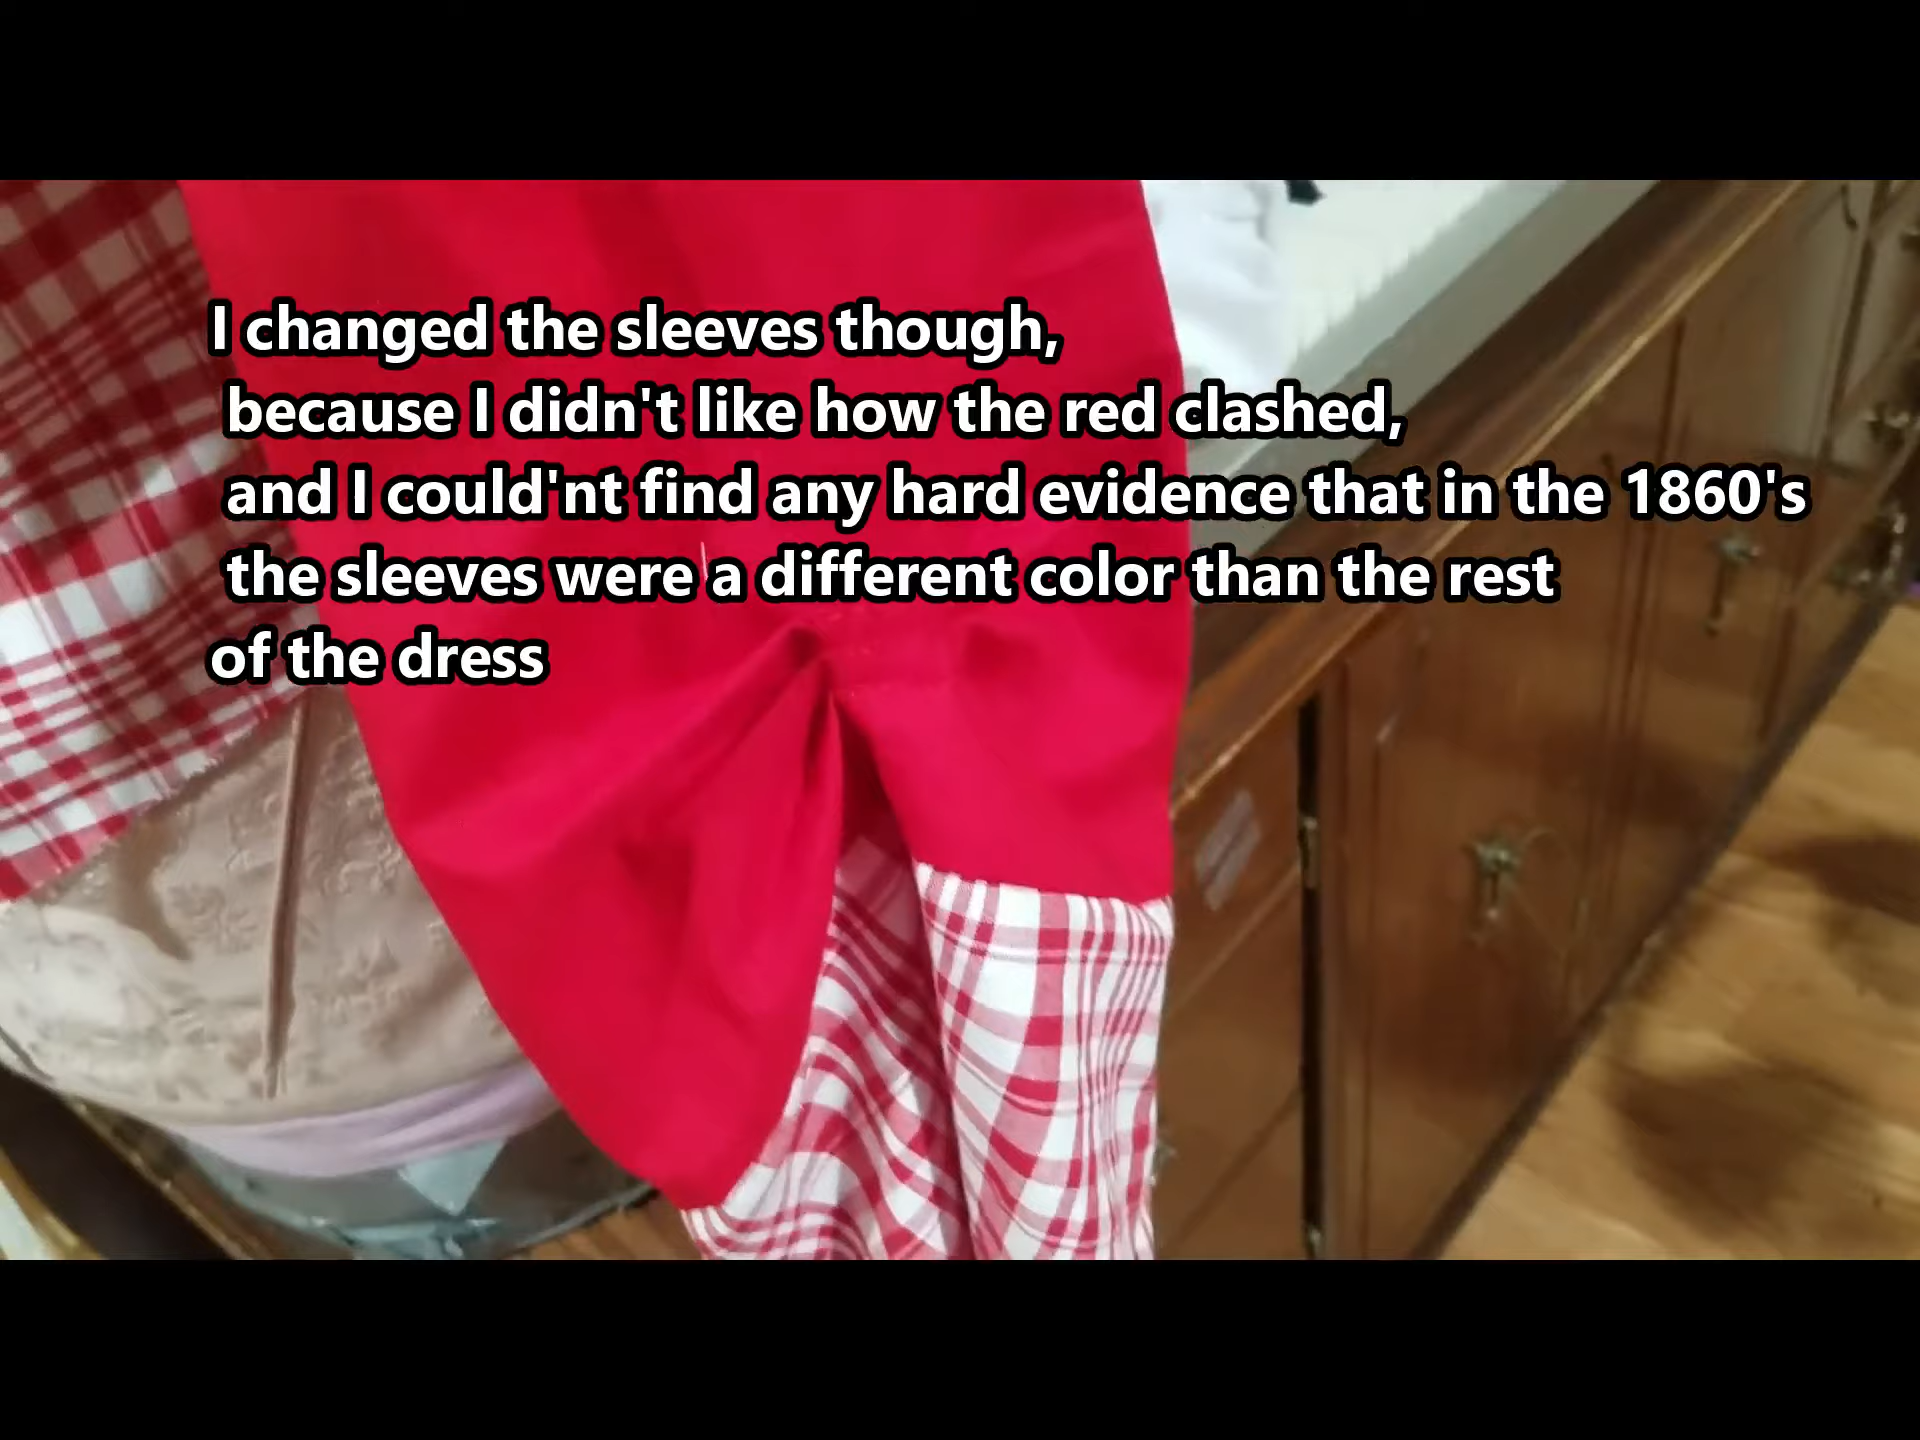 I changed the sleeves though,
because I didn't like how the red clashed,
and I could'nt find any hard evidence that in the 1860's
the sleeves were a different color than the rest
of the dress